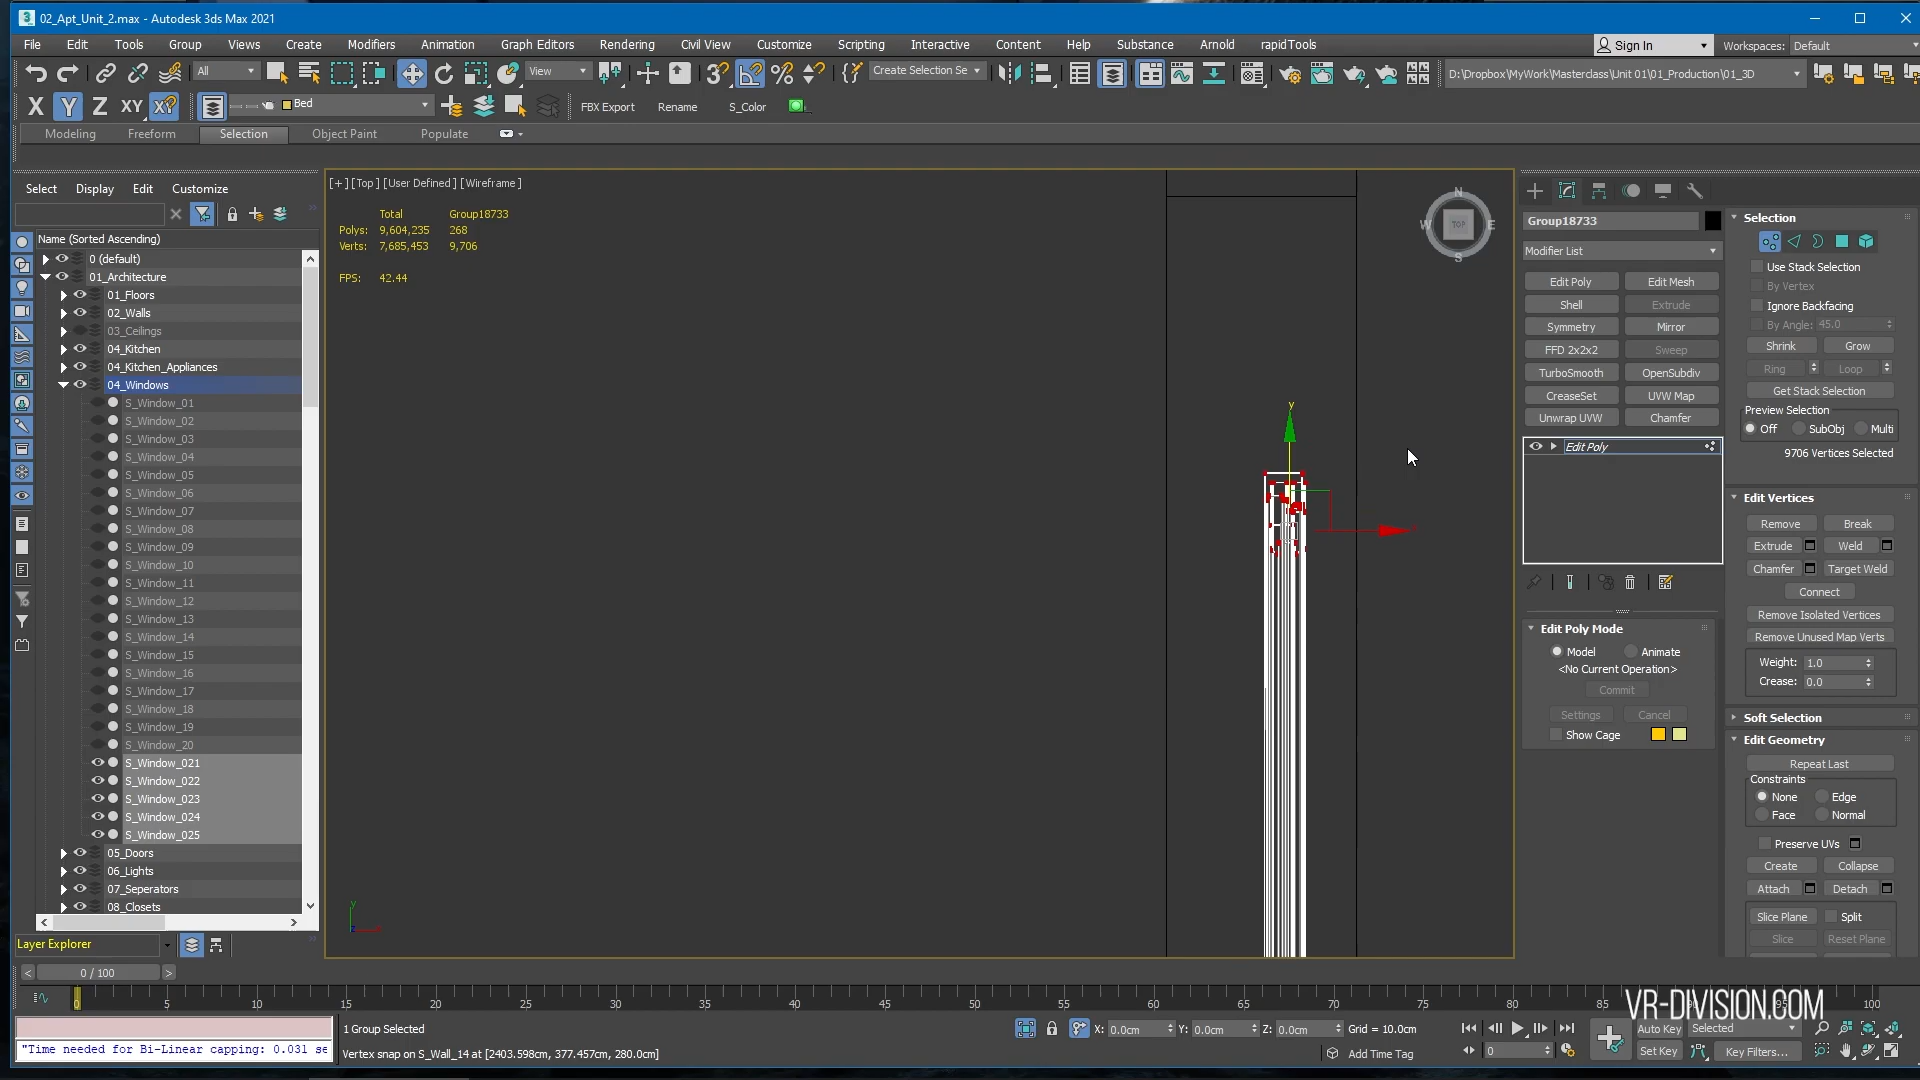 02_Apt_Unit_2.max - Autodesk 3ds Max 2021
File Edit Tools Group Views Create Modifiers Animation Graph Editors Rendering Civil View Customize Scripting Interactive Content Help Substance Arnold rapidTools Sign In Workspaces: Default
All View Create Selection Se D:\Dropbox\MyWork\Masterclass\Unit 01\01_Production\01_3D
X Y Z XY XY Bed FBX Export Rename S_Color
Modeling Freeform Selection Object Paint Populate
Select Display Edit Customize
Name (Sorted Ascending)
0 (default)
01_Architecture
01_Floors
02_Walls
03_Ceilings
04_Kitchen
04_Kitchen_Appliances
04_Windows
S_Window_01
S_Window_02
S_Window_03
S_Window_04
S_Window_05
S_Window_06
S_Window_07
S_Window_08
S_Window_09
S_Window_10
S_Window_11
S_Window_12
S_Window_13
S_Window_14
S_Window_15
S_Window_16
S_Window_17
S_Window_18
S_Window_19
S_Window_20
S_Window_021
S_Window_022
S_Window_023
S_Window_024
S_Window_025
05_Doors
06_Lights
07_Seperators
08_Closets
Layer Explorer
[+] [Top] [User Defined] [Wireframe]
Total Group18733
Polys: 9,604,235 268
Verts: 7,685,453 9,706
FPS: 42.44
N
W TOP E
S
y
y
Group18733
Modifier List
Edit Poly Edit Mesh
Shell Extrude
Symmetry Mirror
FFD 2x2x2 Sweep
TurboSmooth OpenSubdiv
CreaseSet UVW Map
Unwrap UVW Chamfer
Edit Poly
Edit Poly Mode
Model Animate
<No Current Operation>
Commit
Settings Cancel
Show Cage
Selection
Use Stack Selection
By Vertex
Ignore Backfacing
By Angle: 45.0
Shrink Grow
Ring Loop
Get Stack Selection
Preview Selection
Off SubObj Multi
9706 Vertices Selected
Edit Vertices
Remove Break
Extrude Weld
Chamfer Target Weld
Connect
Remove Isolated Vertices
Remove Unused Map Verts
Weight: 1.0
Crease: 0.0
Soft Selection
Edit Geometry
Repeat Last
Constraints
None Edge
Face Normal
Preserve UVs
Create Collapse
Attach Detach
Slice Plane Split
Slice Reset Plane
< 0 / 100 >
0 5 10 15 20 25 30 35 40 45 50 55 60 65 70 75 80 85 100
VR-DIVISION.COM
1 Group Selected X: 0.0cm Y: 0.0cm Z: 0.0cm Grid = 10.0cm Auto Key Selected
"Time needed for Bi-Linear capping: 0.031 se Vertex snap on S_Wall_14 at [2403.598cm, 377.457cm, 280.0cm] Add Time Tag 0 Set Key Key Filters...